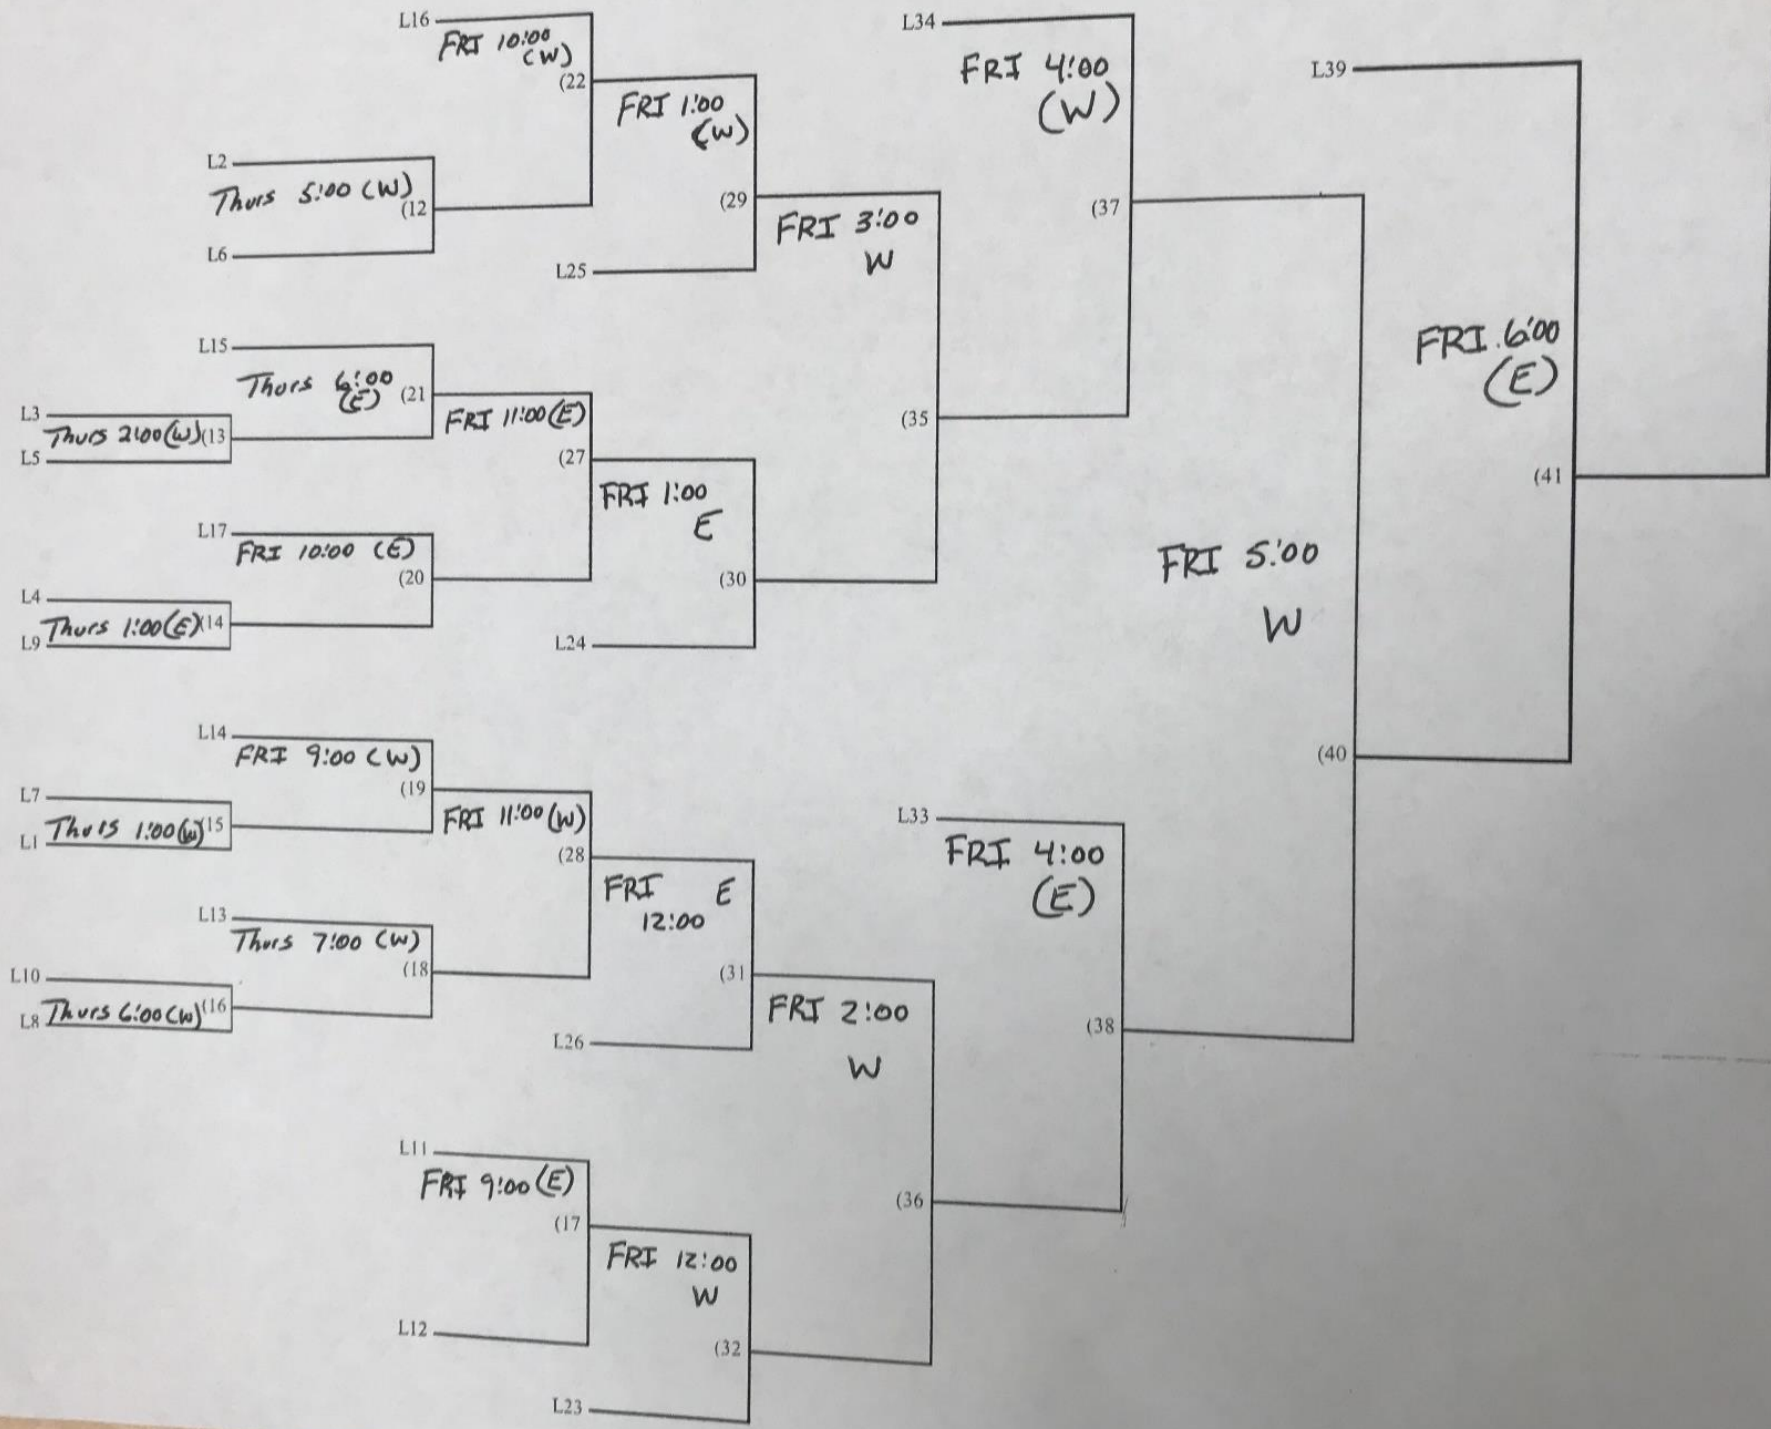 L16
FRI 10:00
(W)
(22
L2
Thurs 5:00 (W)
(12
L6
FRI 1:00
(W)
(29
L25
L15
Thurs 6:00
(E)
(21
L3
Thurs 2:00 (W) (13
L5
FRI 11:00 (E)
(27
L17
FRI 10:00 (E)
(20
L4
Thurs 1:00 (E) (14
L9
FRI 1:00
E
(30
L24
FRI 3:00
W
(35
L34
FRI 4:00
(W)
(37
L14
FRI 9:00 (W)
(19
L7
Thurs 1:00 (W) 15
L1
FRI 11:00 (W)
(28
L13
Thurs 7:00 (W)
(18
L10
Thurs 6:00 (W) (16
L8
FRI E
12:00
(31
L26
L11
FRI 9:00 (E)
(17
L12
FRI 12:00
W
(32
L23
FRI 2:00
W
(36
L33
FRI 4:00
(E)
(38
FRI 5:00
W
(40
L39
FRI. 6:00
(E)
(41